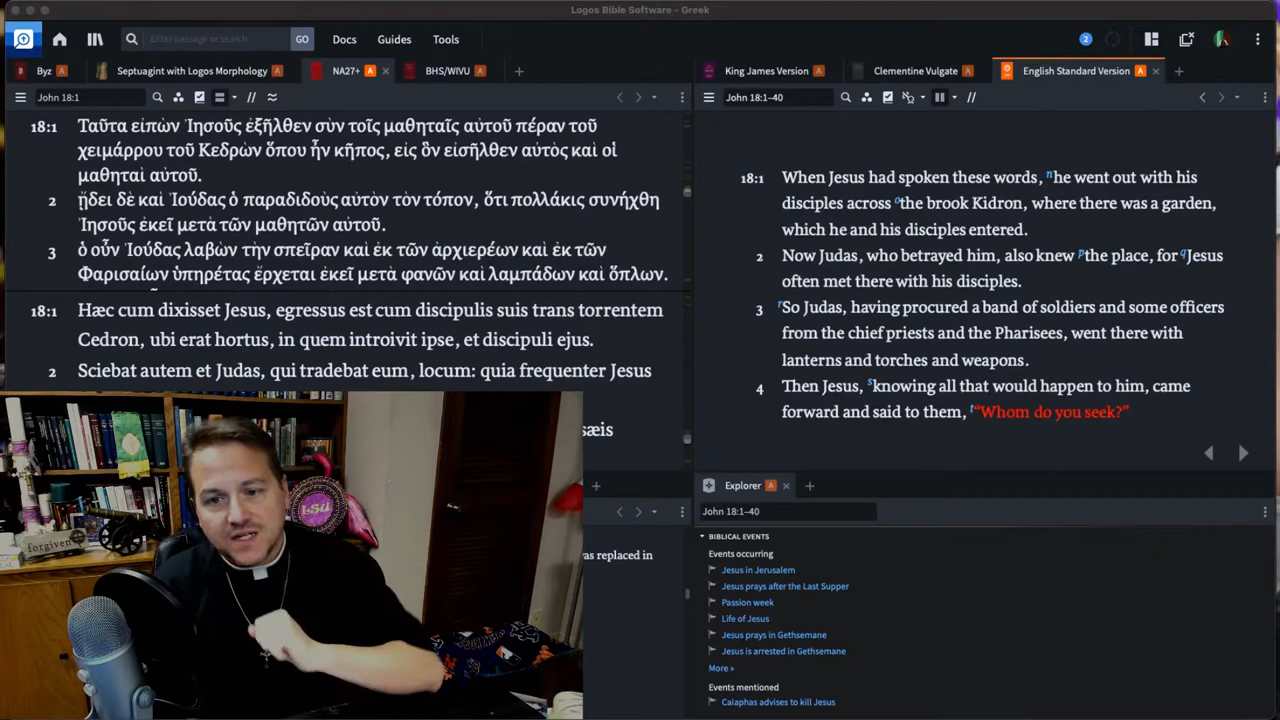 Logos Bible Software - Greek
Enter passage or search
GO
Docs
Guides
Tools
2
Byz A
Septuagint with Logos Morphology A
NA27+ A
BHS/WIVU A
John 18:1
18:1 Ταῦτα εἰπὼν Ἰησοῦς ἐξῆλθεν σὺν τοῖς μαθηταῖς αὐτοῦ πέραν τοῦ
χειμάρρου τοῦ Κεδρὼν ὅπου ἦν κῆπος, εἰς ὃν εἰσῆλθεν αὐτὸς καὶ οἱ
μαθηταὶ αὐτοῦ.
2 ᾔδει δὲ καὶ Ἰούδας ὁ παραδιδοὺς αὐτὸν τὸν τόπον, ὅτι πολλάκις συνήχθη
Ἰησοῦς ἐκεῖ μετὰ τῶν μαθητῶν αὐτοῦ.
3 ὁ οὖν Ἰούδας λαβὼν τὴν σπεῖραν καὶ ἐκ τῶν ἀρχιερέων καὶ ἐκ τῶν
Φαρισαίων ὑπηρέτας ἔρχεται ἐκεῖ μετὰ φανῶν καὶ λαμπάδων καὶ ὅπλων.
18:1 Hæc cum dixisset Jesus, egressus est cum discipulis suis trans torrentem
Cedron, ubi erat hortus, in quem introivit ipse, et discipuli ejus.
2 Sciebat autem et Judas, qui tradebat eum, locum: quia frequenter Jesus
sæis
was replaced in
forgiven
LSU
King James Version A
Clementine Vulgate A
English Standard Version A
John 18:1–40
18:1 When Jesus had spoken these words, n he went out with his
disciples across o the brook Kidron, where there was a garden,
which he and his disciples entered.
2 Now Judas, who betrayed him, also knew p the place, for q Jesus
often met there with his disciples.
3 r So Judas, having procured a band of soldiers and some officers
from the chief priests and the Pharisees, went there with
lanterns and torches and weapons.
4 Then Jesus, s knowing all that would happen to him, came
forward and said to them, t “Whom do you seek?”
Explorer A
John 18:1–40
BIBLICAL EVENTS
Events occurring
Jesus in Jerusalem
Jesus prays after the Last Supper
Passion week
Life of Jesus
Jesus prays in Gethsemane
Jesus is arrested in Gethsemane
More »
Events mentioned
Caiaphas advises to kill Jesus